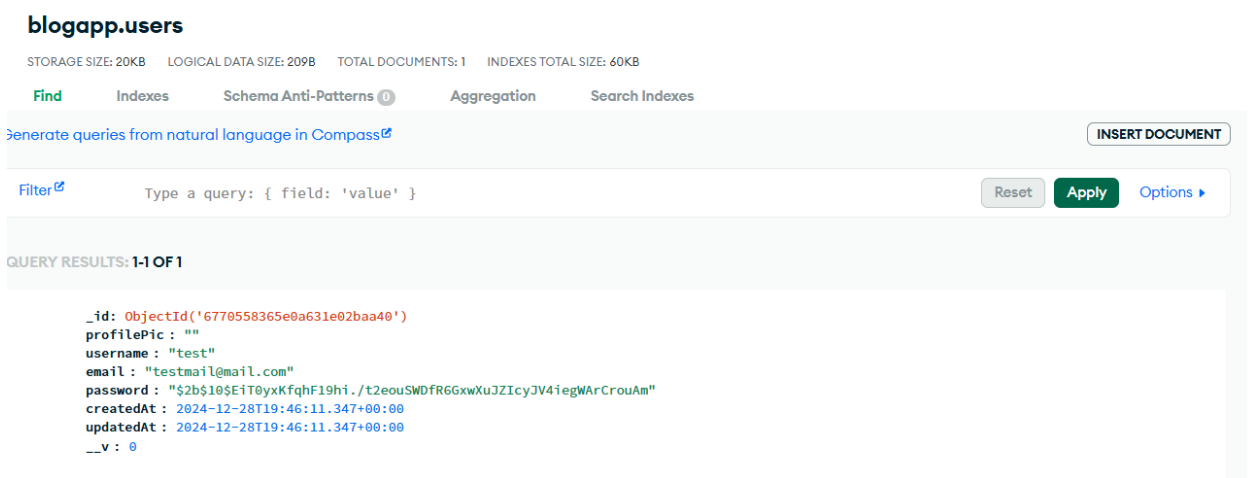 blogapp.users
STORAGE SIZE: 20KB LOGICAL DATA SIZE: 209B TOTAL DOCUMENTS: 1 INDEXES TOTAL SIZE: 60KB
Find Indexes Schema Anti-Patterns 0 Aggregation Search Indexes
Generate queries from natural language in Compass
INSERT DOCUMENT
Filter Type a query: { field: 'value' } Reset Apply Options
QUERY RESULTS: 1-1 OF 1
_id: ObjectId('6770558365e0a631e02baa40')
profilePic : ""
username : "test"
email : "testmail@mail.com"
password : "$2b$10$EiT0yxKfqhF19hi./t2eouSWDfR6GxwXuJZIcyJV4iegWArCrouAm"
createdAt : 2024-12-28T19:46:11.347+00:00
updatedAt : 2024-12-28T19:46:11.347+00:00
__v : 0